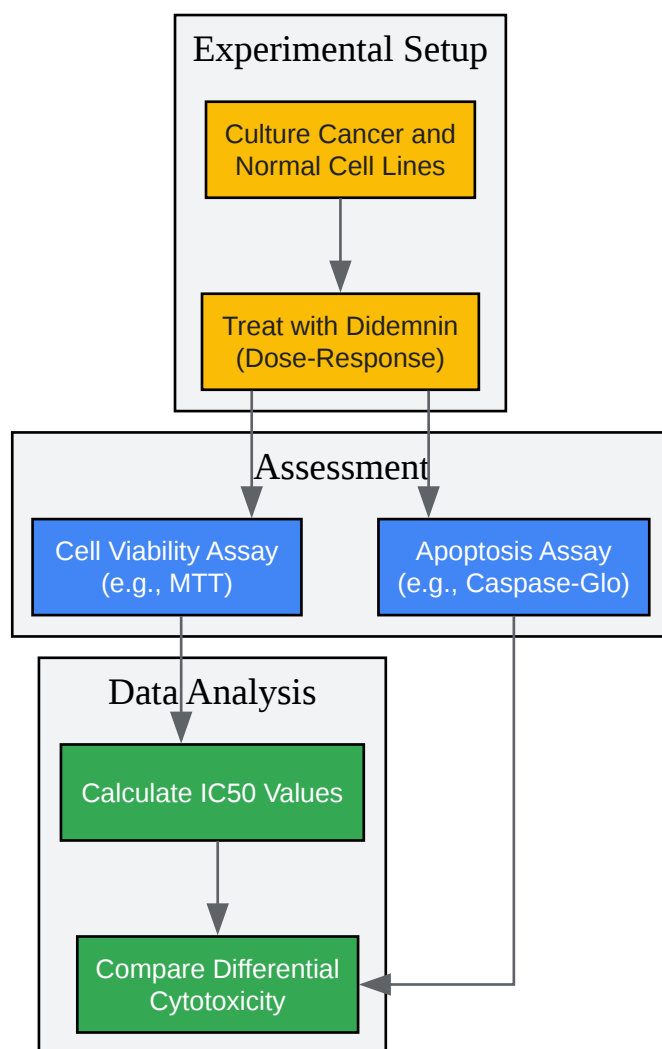 Experimental Setup
Culture Cancer and
Normal Cell Lines
Treat with Didemnin
(Dose-Response)
Assessment
Cell Viability Assay
(e.g., MTT)
Apoptosis Assay
(e.g., Caspase-Glo)
Data Analysis
Calculate IC50 Values
Compare Differential
Cytotoxicity